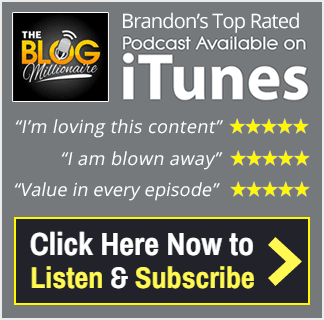 THE
BLOG
Millionaire
Brandon's Top Rated
Podcast Available on
iTunes
“I'm loving this content”
“I am blown away”
“Value in every episode”
Click Here Now to
Listen & Subscribe